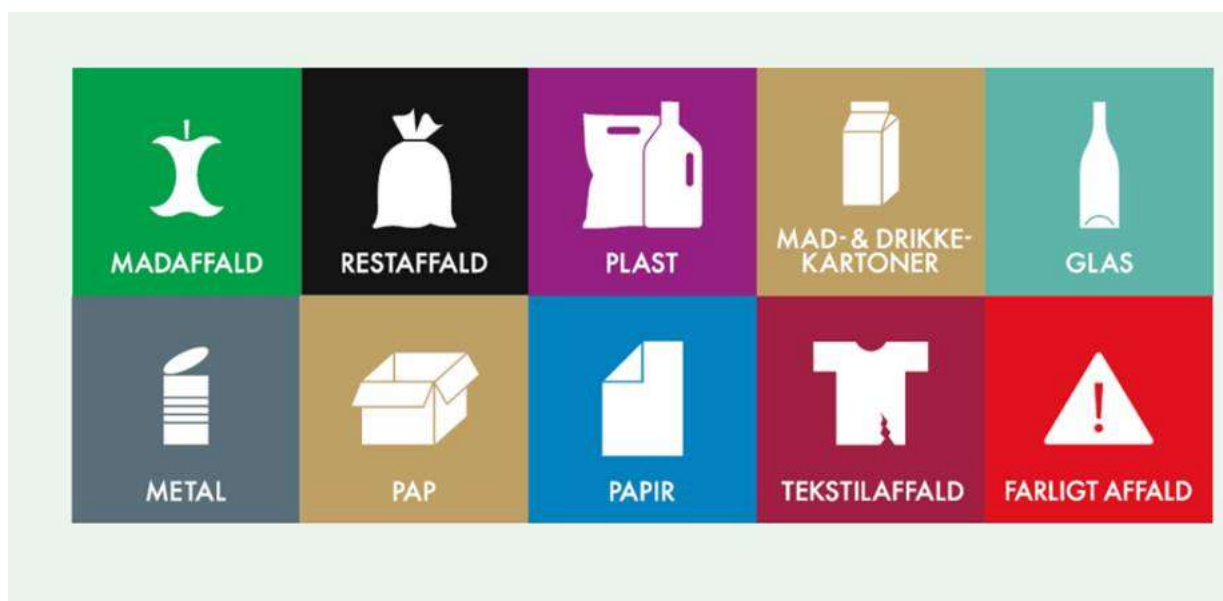 MADAFFALD
RESTAFFALD
PLAST
MAD- & DRIKKE-
KARTONER
GLAS
METAL
PAP
PAPIR
TEKSTILAFFALD
FARLIGT AFFALD